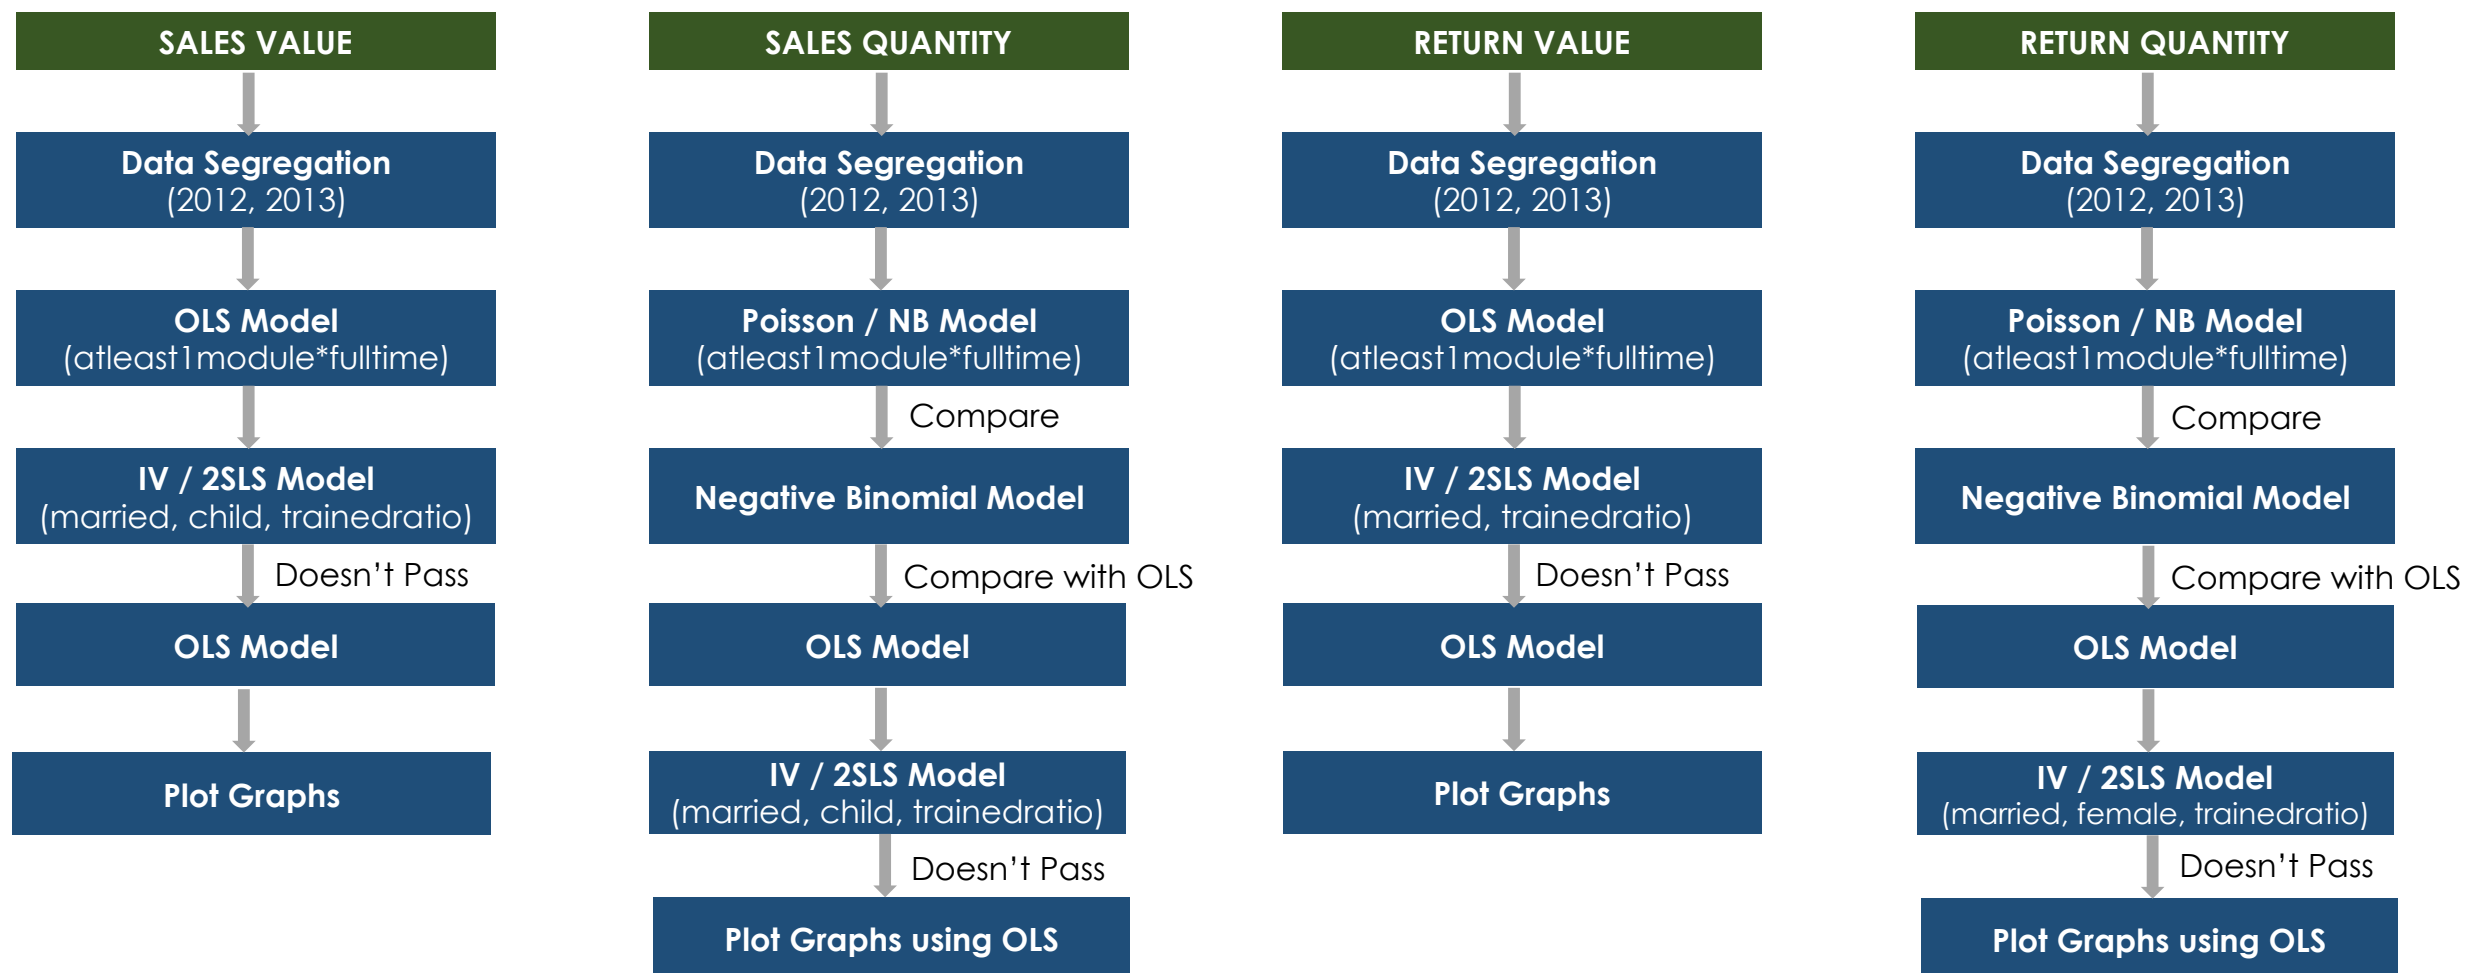 SALES VALUE
Data Segregation
(2012, 2013)
OLS Model
(atleast1module*fulltime)
IV / 2SLS Model
(married, child, trainedratio)
Doesn’t Pass
OLS Model
Plot Graphs
SALES QUANTITY
Data Segregation
(2012, 2013)
Poisson / NB Model
(atleast1module*fulltime)
Compare
Negative Binomial Model
Compare with OLS
OLS Model
IV / 2SLS Model
(married, child, trainedratio)
Doesn’t Pass
Plot Graphs using OLS
RETURN VALUE
Data Segregation
(2012, 2013)
OLS Model
(atleast1module*fulltime)
IV / 2SLS Model
(married, trainedratio)
Doesn’t Pass
OLS Model
Plot Graphs
RETURN QUANTITY
Data Segregation
(2012, 2013)
Poisson / NB Model
(atleast1module*fulltime)
Compare
Negative Binomial Model
Compare with OLS
OLS Model
IV / 2SLS Model
(married, female, trainedratio)
Doesn’t Pass
Plot Graphs using OLS